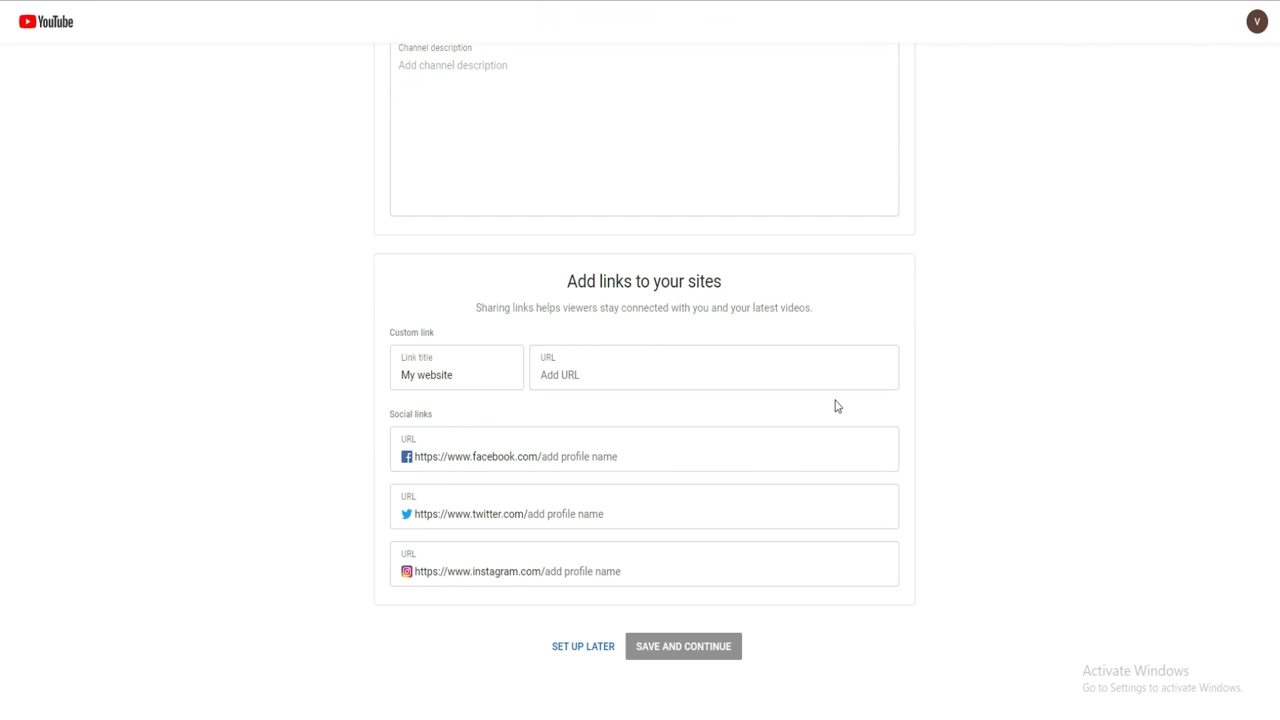 YouTube
V
Channel description
Add channel description
Add links to your sites
Sharing links helps viewers stay connected with you and your latest videos.
Custom link
Link title
My website
URL
Add URL
Social links
URL
https://www.facebook.com/add profile name
URL
https://www.twitter.com/add profile name
URL
https://www.instagram.com/add profile name
SET UP LATER
SAVE AND CONTINUE
Activate Windows
Go to Settings to activate Windows.